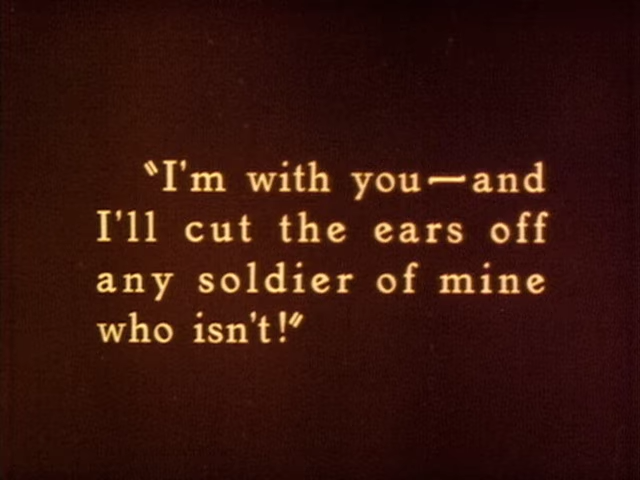 "I'm with you—and
I'll cut the ears off
any soldier of mine
who isn't!"